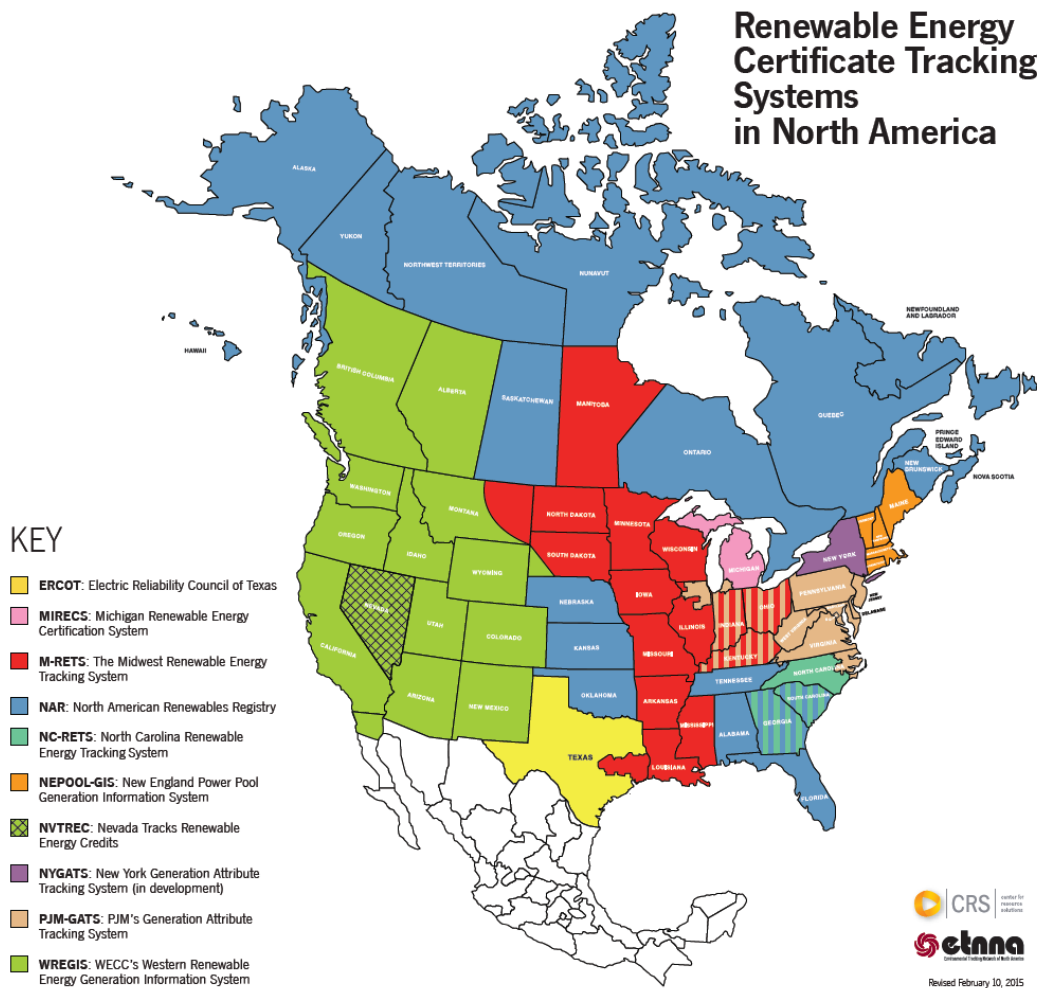 Renewable Energy
Certificate Tracking
Systems
in North America
ALASKA
YUKON
NORTHWEST TERRITORIES
NUNAVUT
HAWAII
BRITISH COLUMBIA
ALBERTA
SASKATCHEWAN
MANITOBA
ONTARIO
QUEBEC
NEWFOUNDLAND
AND LABRADOR
PRINCE
EDWARD
ISLAND
NEW
BRUNSWICK
NOVA SCOTIA
WASHINGTON
OREGON
IDAHO
MONTANA
WYOMING
NEVADA
UTAH
COLORADO
CALIFORNIA
ARIZONA
NEW MEXICO
NORTH DAKOTA
SOUTH DAKOTA
NEBRASKA
KANSAS
OKLAHOMA
TEXAS
MINNESOTA
IOWA
MISSOURI
ARKANSAS
LOUISIANA
WISCONSIN
ILLINOIS
MICHIGAN
INDIANA
OHIO
KENTUCKY
TENNESSEE
MISSISSIPPI
ALABAMA
GEORGIA
FLORIDA
SOUTH CAROLINA
NORTH CAROLINA
VIRGINIA
WEST VIRGINIA
PENNSYLVANIA
NEW YORK
NEW
JERSEY
DELAWARE
MAINE
KEY
ERCOT: Electric Reliability Council of Texas
MIRECS: Michigan Renewable Energy
Certification System
M-RETS: The Midwest Renewable Energy
Tracking System
NAR: North American Renewables Registry
NC-RETS: North Carolina Renewable
Energy Tracking System
NEPOOL-GIS: New England Power Pool
Generation Information System
NVTREC: Nevada Tracks Renewable
Energy Credits
NYGATS: New York Generation Attribute
Tracking System (in development)
PJM-GATS: PJM's Generation Attribute
Tracking System
WREGIS: WECC's Western Renewable
Energy Generation Information System
CRS
center for
resource
solutions
etnna
Environmental Tracking Network of North America
Revised February 10, 2015